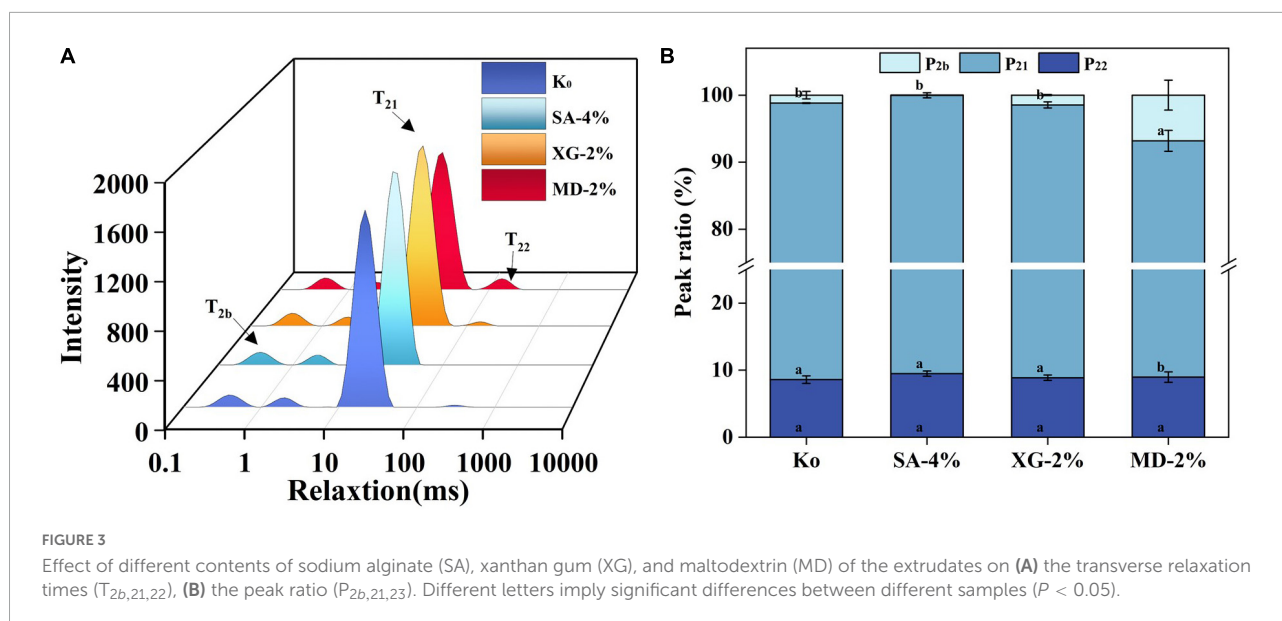 A
B
K0
SA-4%
XG-2%
MD-2%
T21
T22
T2b
2000
1600
1200
800
400
0
Intensity
0.1 1 10 100 1000 10000
Relaxtion(ms)
P2b P21 P22
100
90
80
20
10
0
Peak ratio (%)
b b b a
a a a b
a a a a
Ko SA-4% XG-2% MD-2%
FIGURE 3
Effect of different contents of sodium alginate (SA), xanthan gum (XG), and maltodextrin (MD) of the extrudates on (A) the transverse relaxation
times (T2b,21,22), (B) the peak ratio (P2b,21,23). Different letters imply significant differences between different samples (P < 0.05).